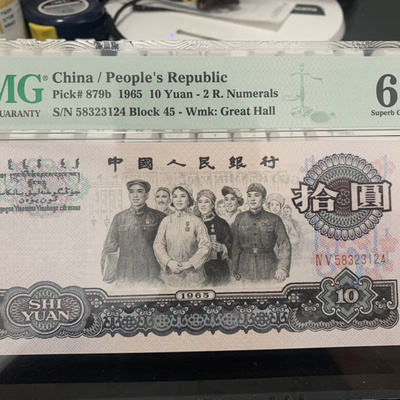 MG
GUARANTY
China / People's Republic
Pick# 879b 1965 10 Yuan - 2 R. Numerals
S/N 58323124 Block 45 - Wmk: Great Hall
6
Superb
中國人民銀行
拾圓
NV58323124
1965
SHI
YUAN
10